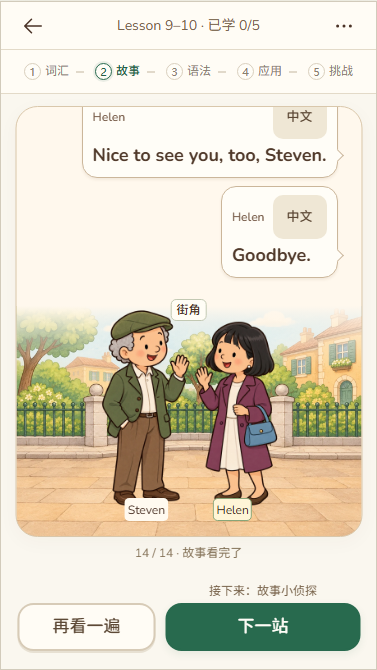 Lesson 9–10 · 已学 0/5
1 词汇 – 2 故事 – 3 语法 – 4 应用 – 5 挑战
Helen 中文
Nice to see you, too, Steven.
Helen 中文
Goodbye.
街角
Steven Helen
14 / 14 · 故事看完了
接下来：故事小侦探
再看一遍 下一站